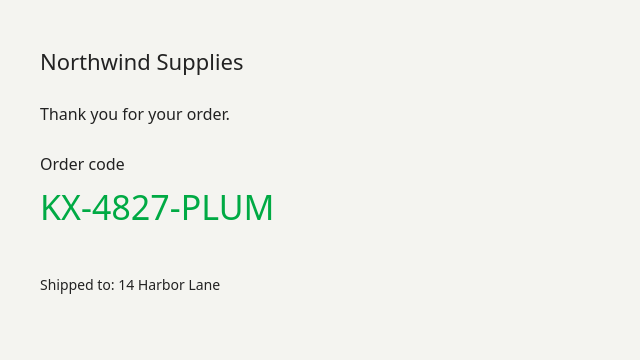 Northwind Supplies
Thank you for your order.
Order code
KX-4827-PLUM
Shipped to: 14 Harbor Lane